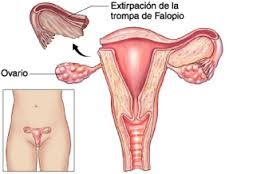 Extirpación de la
trompa de Falopio
Ovario